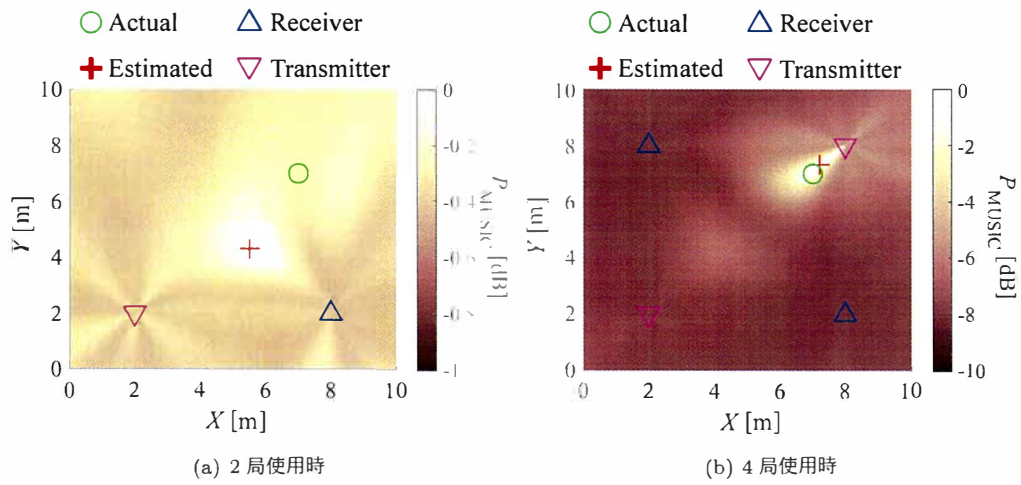 Actual Receiver
Estimated Transmitter
10
8
6
4
2
0
Y [m]
0 2 4 6 8 10
X [m]
0
-1
P MUSIC, [dB]
(a) 2 局使用時
Actual Receiver
Estimated Transmitter
10
8
6
4
2
0
Y [m]
2 4 6 8 10
X [m]
0
-2
-4
-6
-8
-10
P MUSIC, [dB]
(b) 4 局使用時